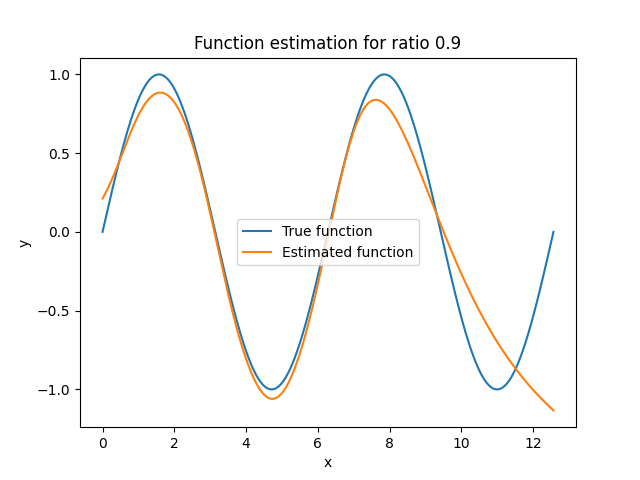 Function estimation for ratio 0.9
1.0
0.5
0.0
−0.5
−1.0
y
True function
Estimated function
0 2 4 6 8 10 12
x